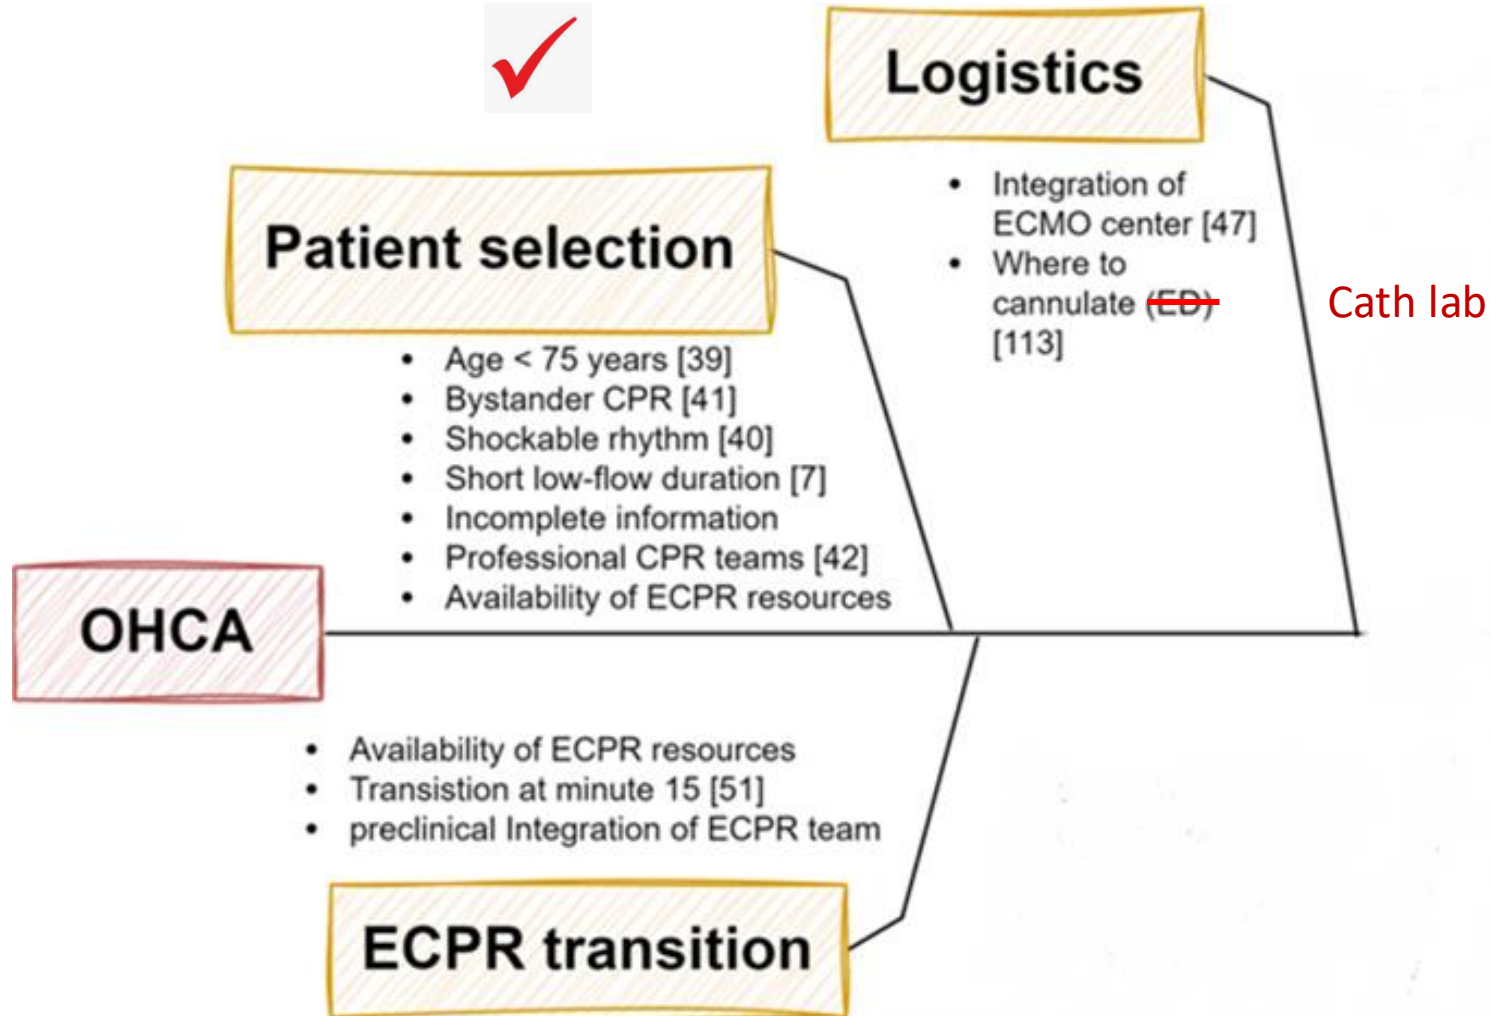 Logistics
• Integration of
ECMO center [47]
• Where to
cannulate (ED)
[113]
Cath lab
Patient selection
• Age < 75 years [39]
• Bystander CPR [41]
• Shockable rhythm [40]
• Short low-flow duration [7]
• Incomplete information
• Professional CPR teams [42]
• Availability of ECPR resources
OHCA
• Availability of ECPR resources
• Transistion at minute 15 [51]
• preclinical Integration of ECPR team
ECPR transition